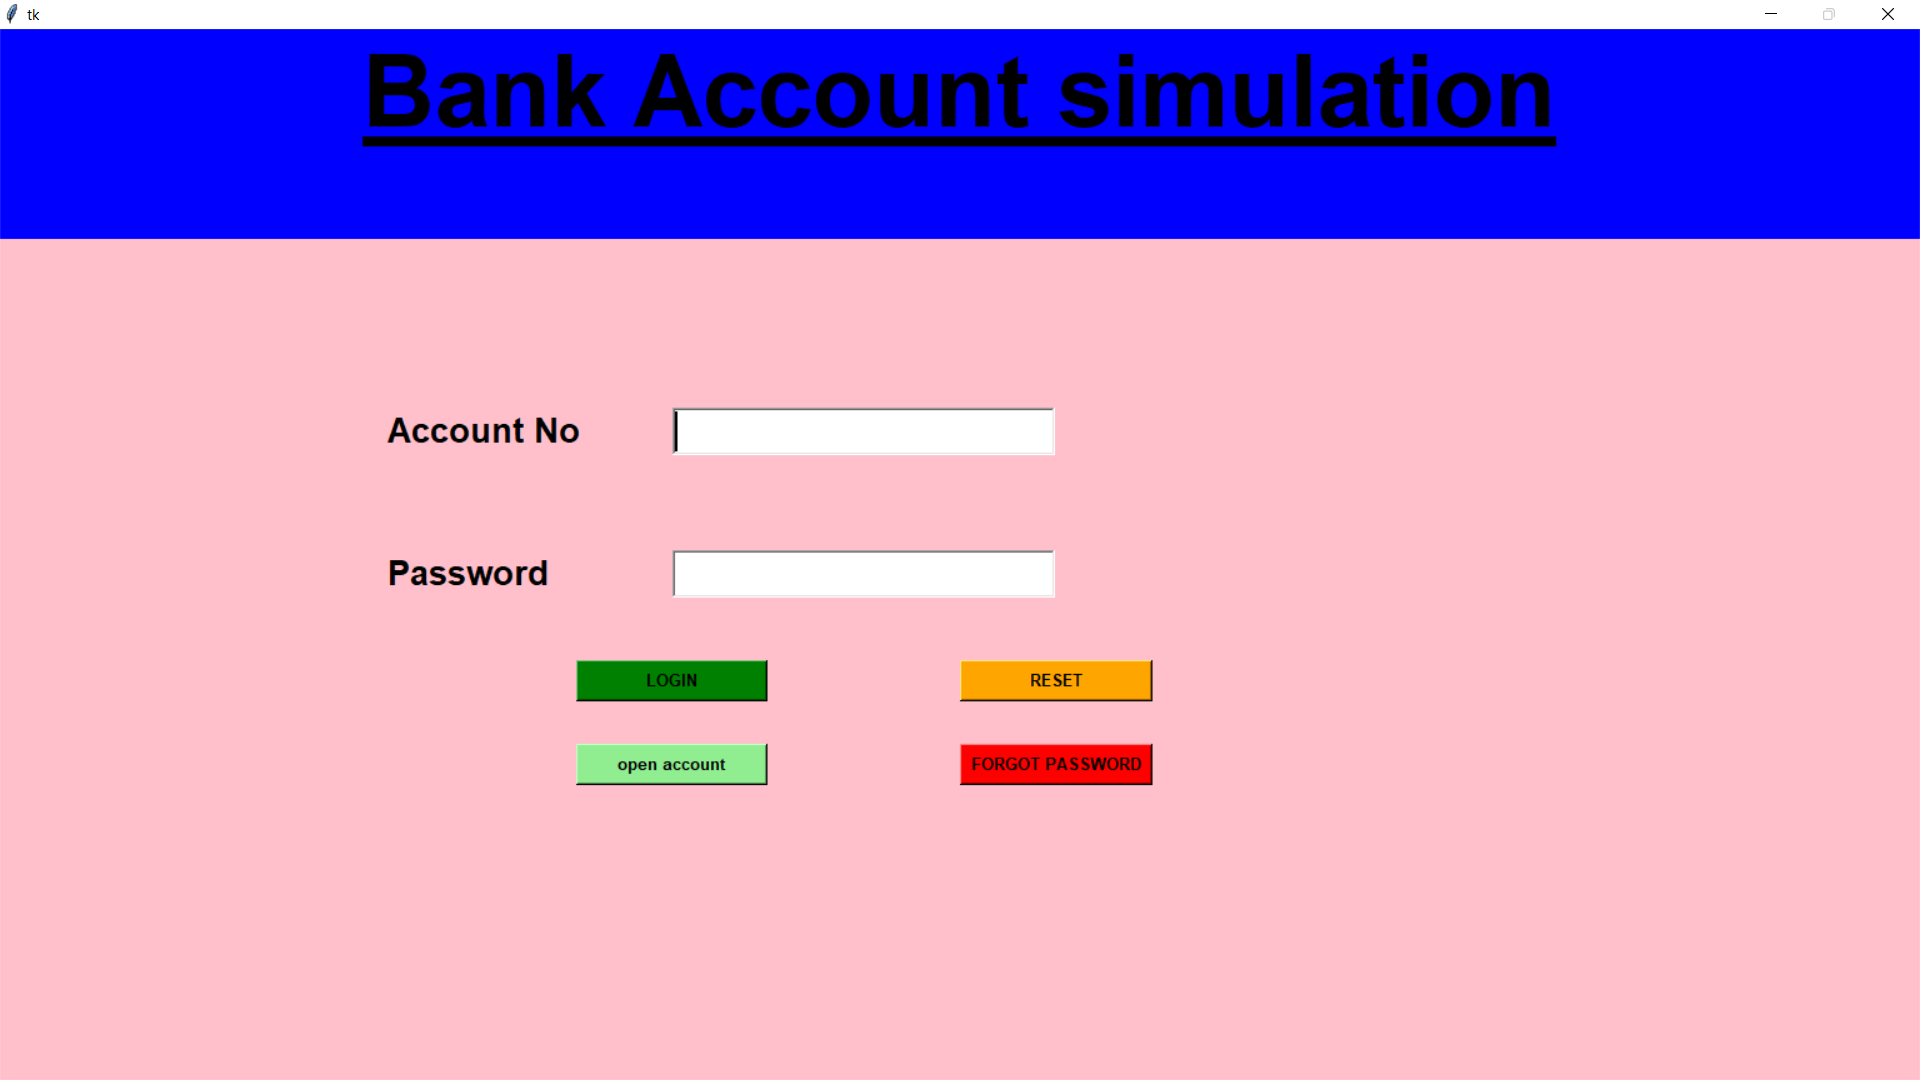 tk
Bank Account simulation
Account No
Password
LOGIN
RESET
open account
FORGOT PASSWORD